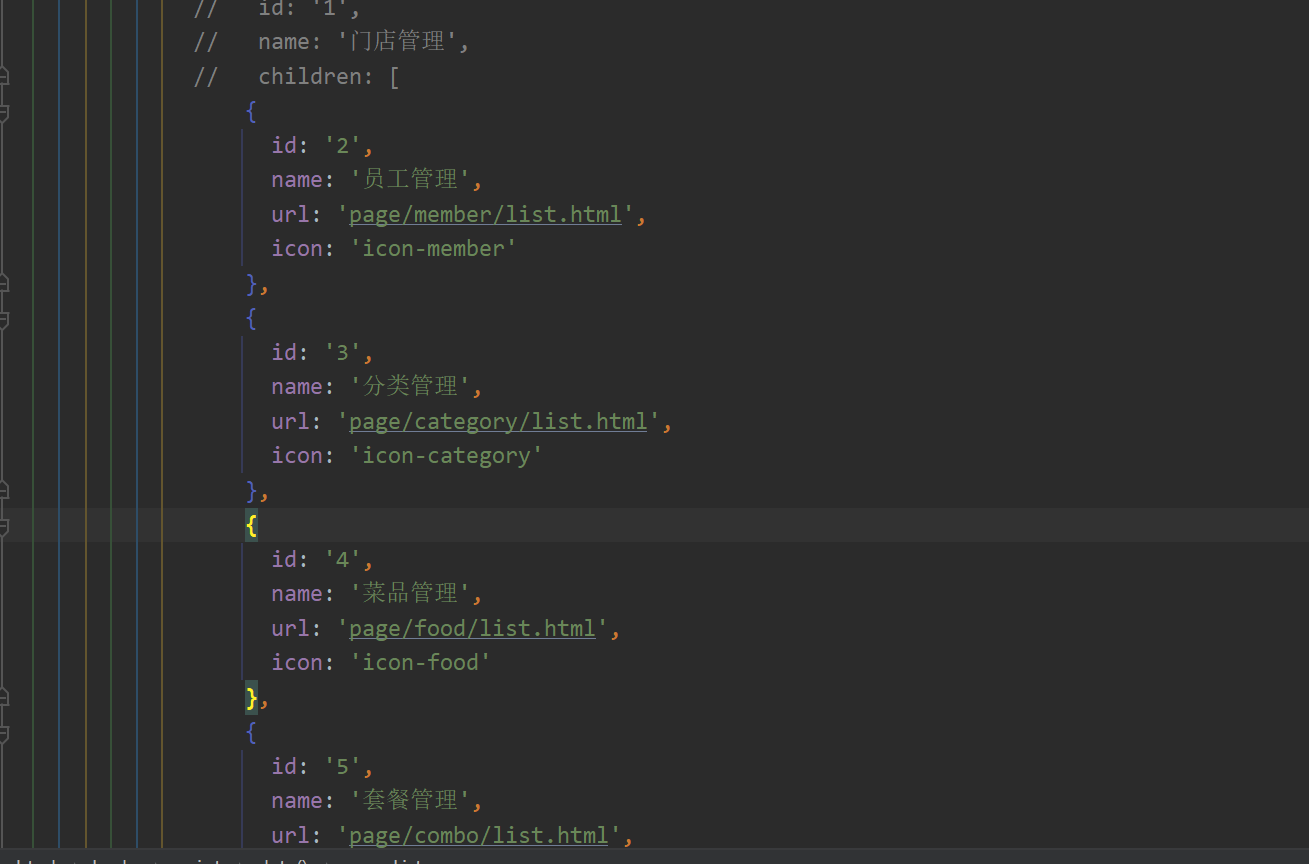 //   id: '1',
//   name: '门店管理',
//   children: [
{
id: '2',
name: '员工管理',
url: 'page/member/list.html',
icon: 'icon-member'
},
{
id: '3',
name: '分类管理',
url: 'page/category/list.html',
icon: 'icon-category'
},
{
id: '4',
name: '菜品管理',
url: 'page/food/list.html',
icon: 'icon-food'
},
{
id: '5',
name: '套餐管理',
url: 'page/combo/list.html',